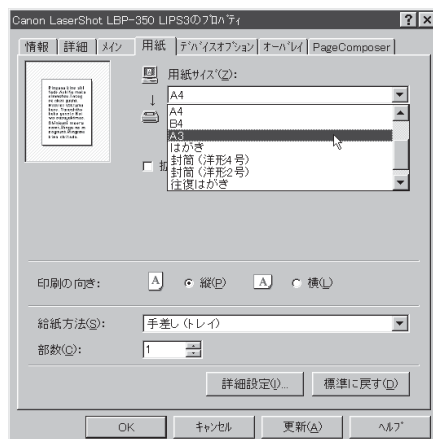 Canon LaserShot LBP-350 LIPS3のﾌﾟﾛﾊﾟﾃｨ
情報 詳細 ﾒｲﾝ 用紙 ﾃﾞﾊﾞｲｽｵﾌﾟｼｮﾝ ｵｰﾊﾞﾚｲ PageComposer
用紙ｻｲｽﾞ(Z):
A4
A4
B4
A3
はがき
封筒 (洋形4号)
封筒 (洋形2号)
往復はがき
拡
印刷の向き: A 縦(P) A 横(L)
給紙方法(S): 手差し (トレイ)
部数(C): 1
詳細設定(I)... 標準に戻す(D)
OK ｷｬﾝｾﾙ 更新(A) ﾍﾙﾌﾟ